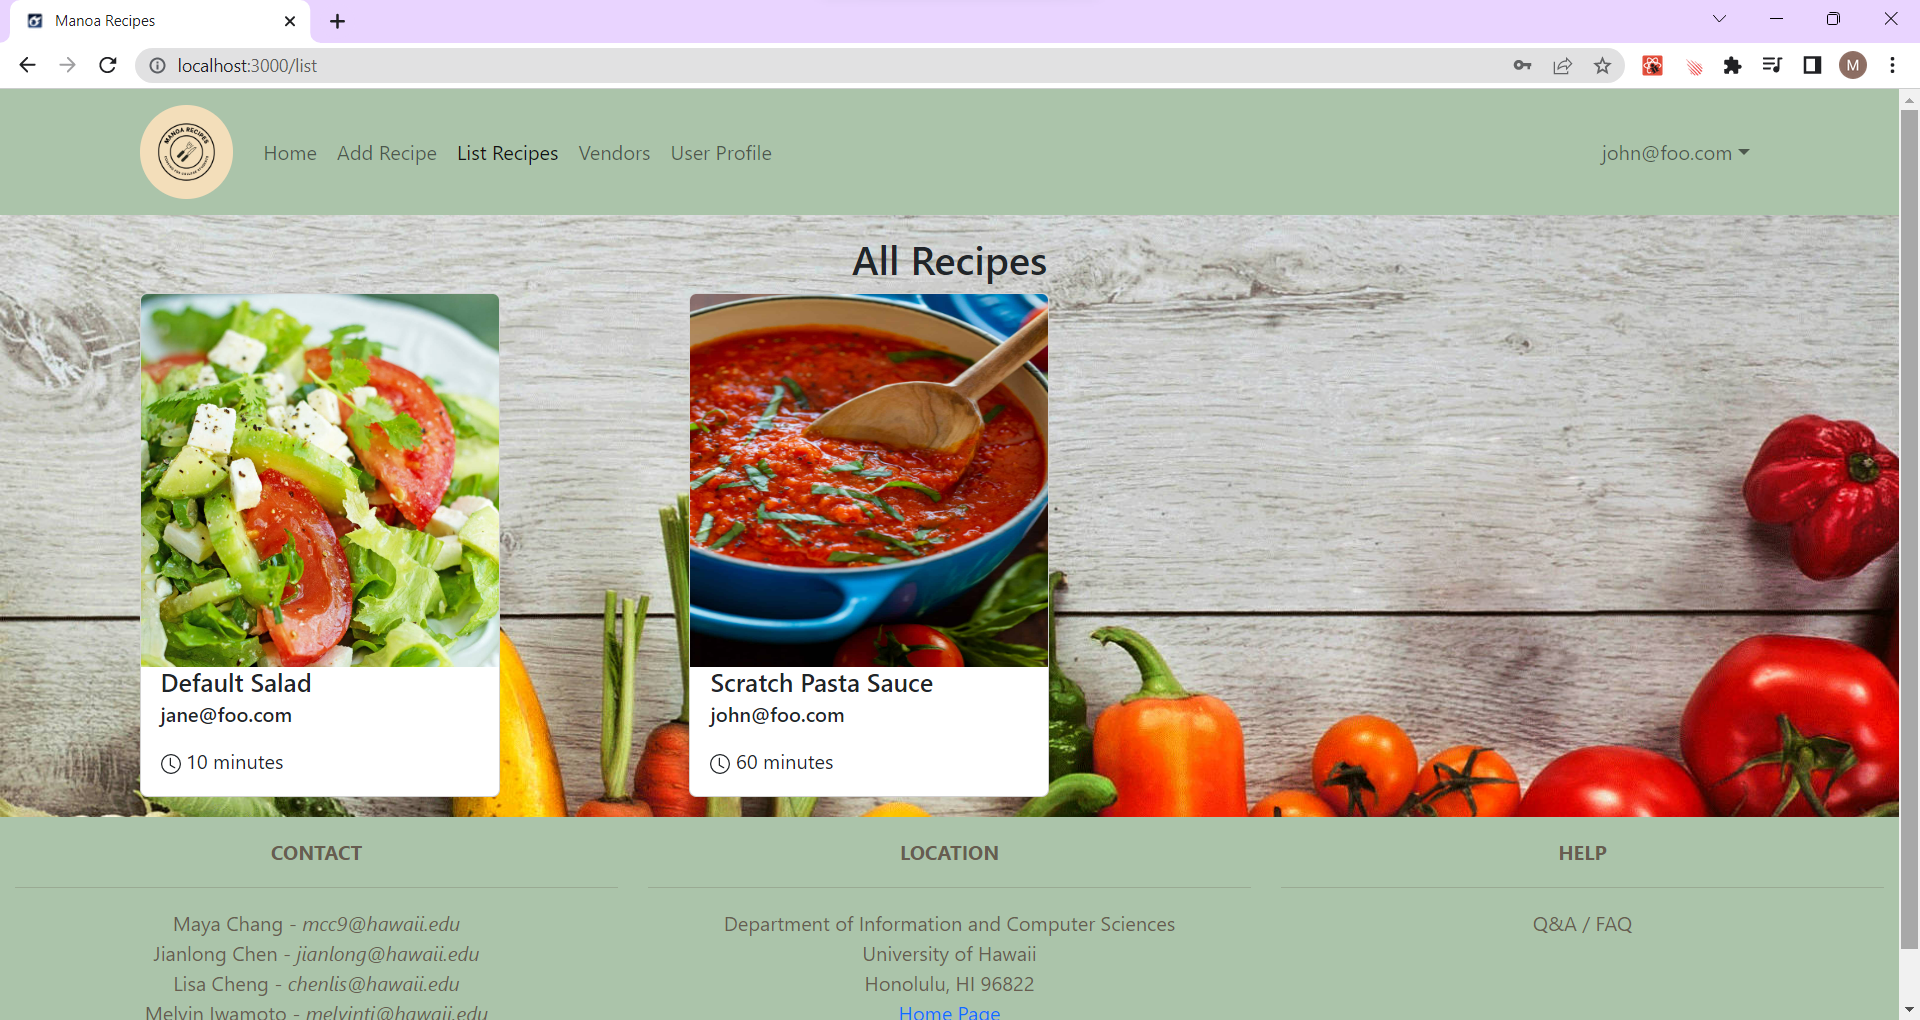 Manoa Recipes
localhost:3000/list
M
MANOA RECIPES
Home Add Recipe List Recipes Vendors User Profile john@foo.com
All Recipes
Default Salad
jane@foo.com
10 minutes
Scratch Pasta Sauce
john@foo.com
60 minutes
CONTACT
Maya Chang - mcc9@hawaii.edu
Jianlong Chen - jianlong@hawaii.edu
Lisa Cheng - chenlis@hawaii.edu
Melvin Iwamoto - melvinti@hawaii.edu
LOCATION
Department of Information and Computer Sciences
University of Hawaii
Honolulu, HI 96822
Home Page
HELP
Q&A / FAQ